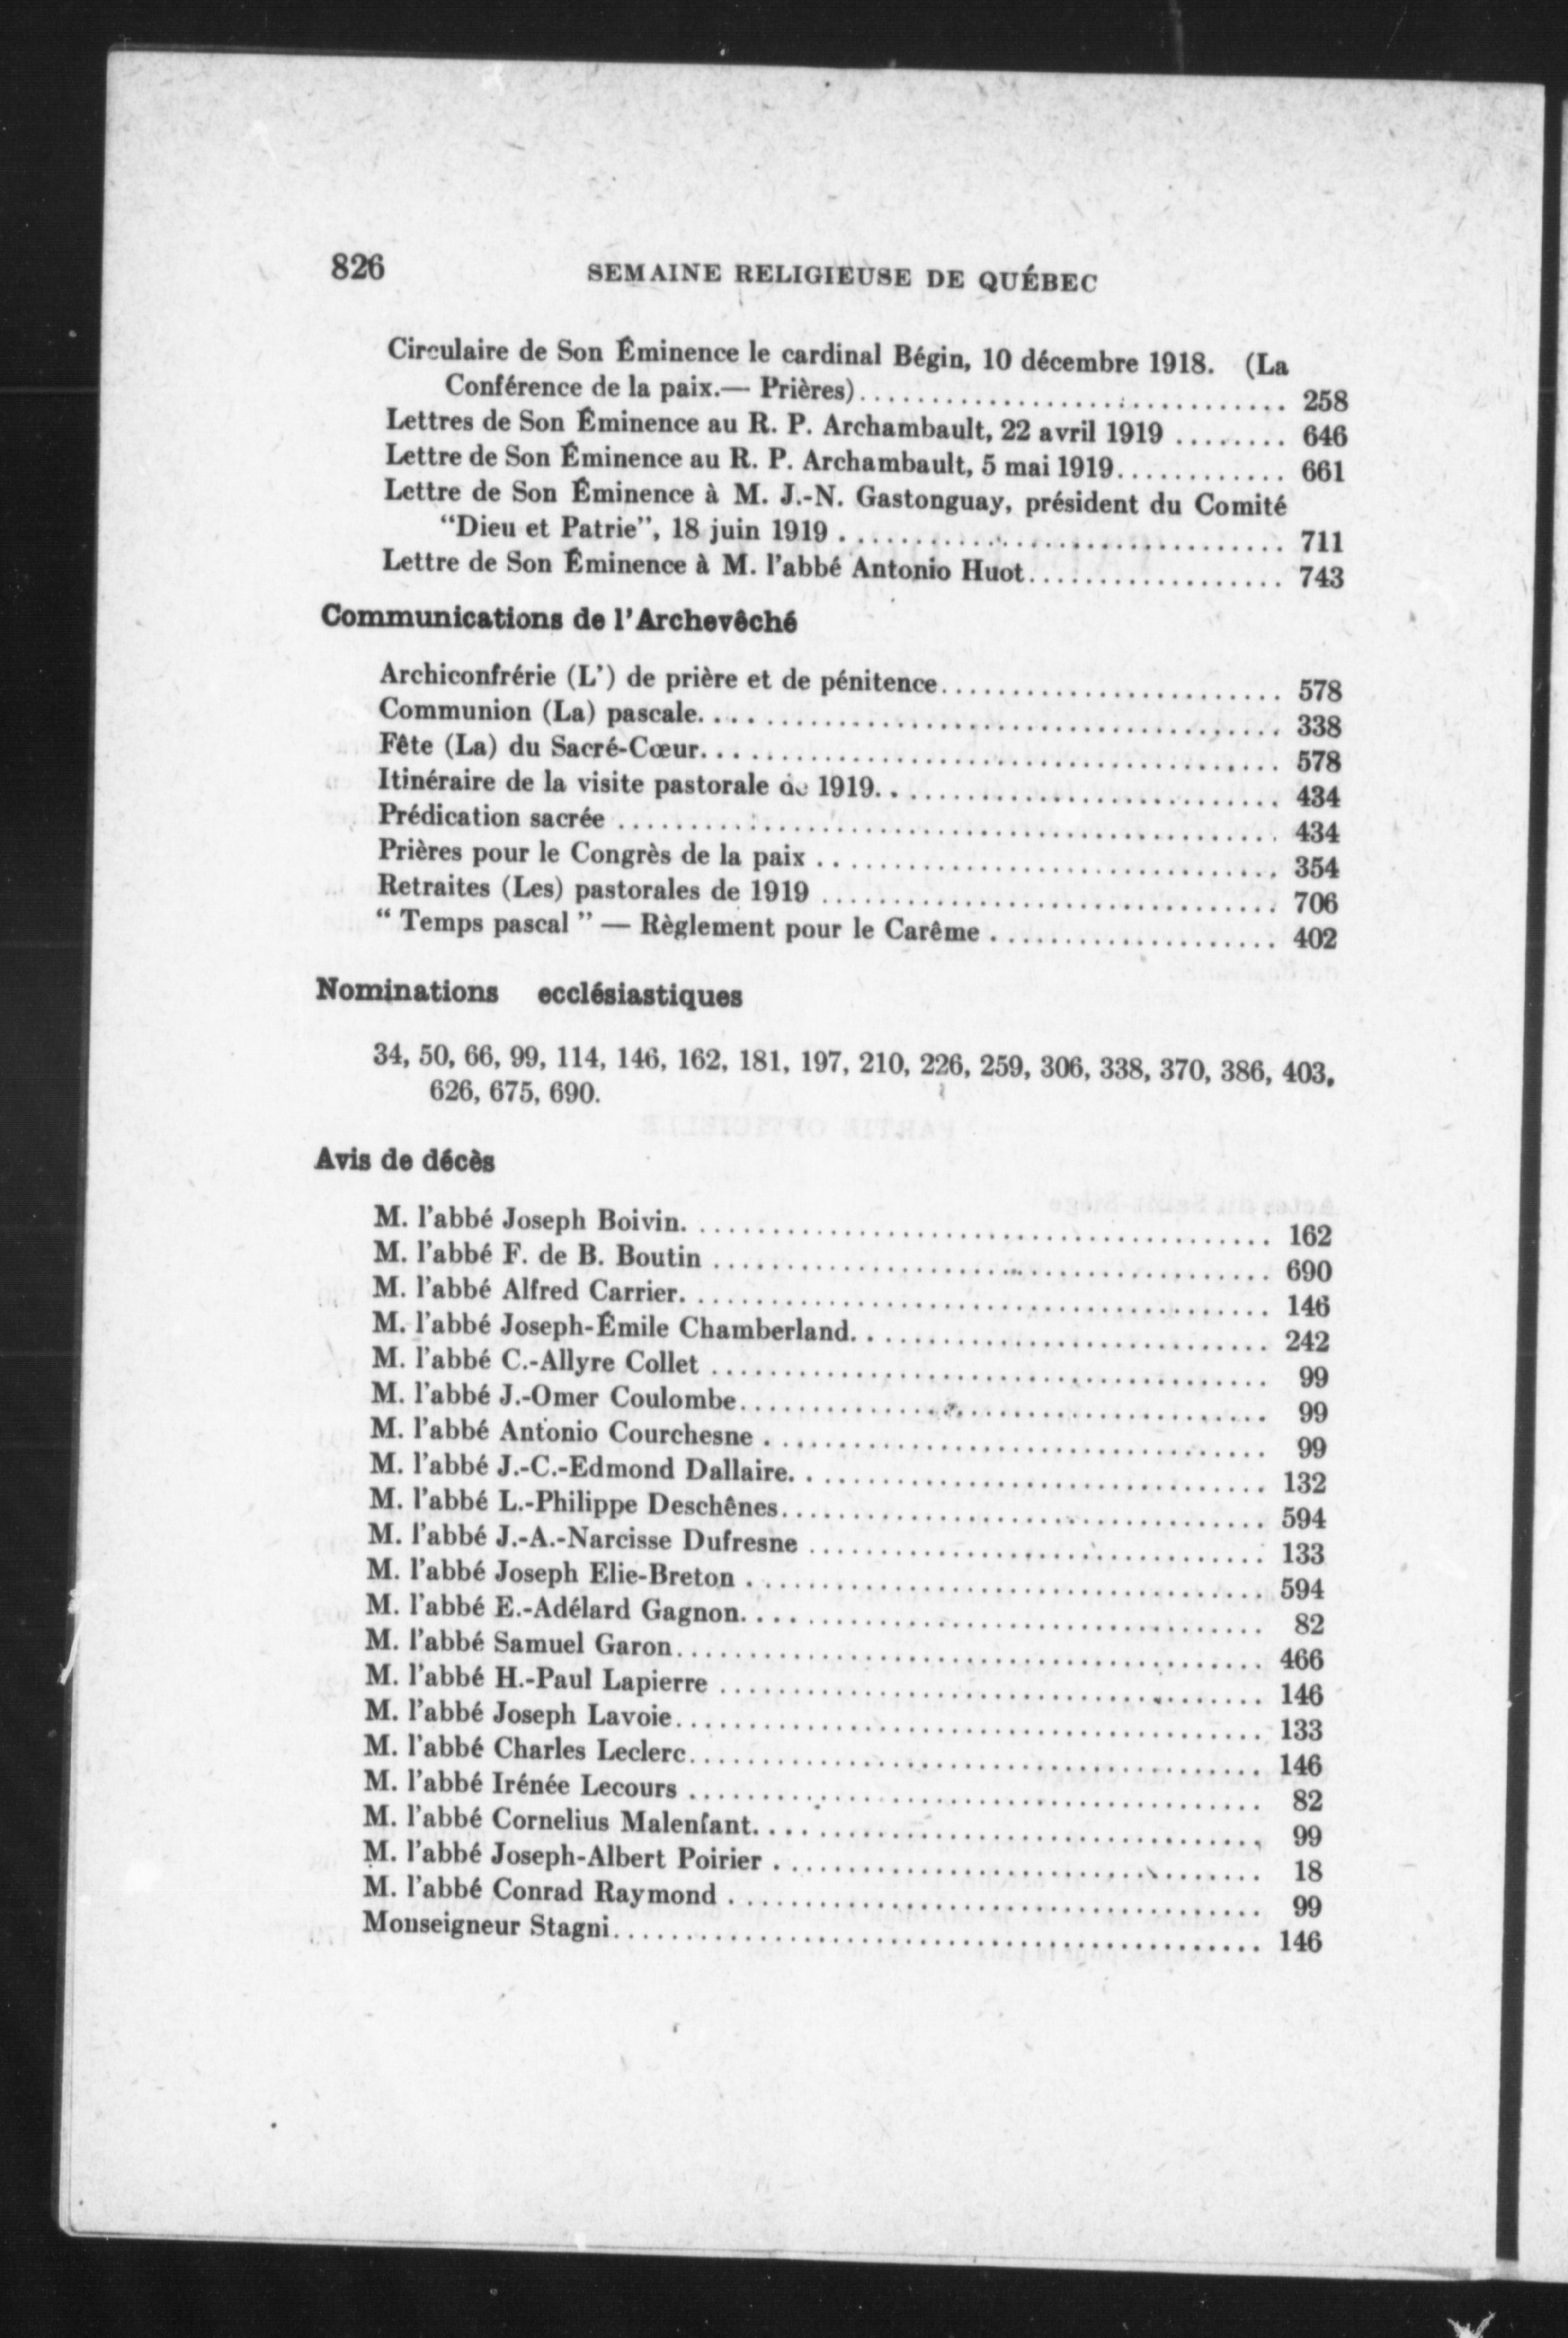 826 SEMAINE RELIGIEUSE DE QUÉBEC
Circulaire de Son Éminence le cardinal Bégin, 10 décembre 1918. (La
Conférence de la paix.— Prières).............................. 258
Lettres de Son Éminence au R. P. Archambault, 22 avril 1919 ........ 646
Lettre de Son Éminence au R. P. Archambault, 5 mai 1919............ 661
Lettre de Son Éminence à M. J.-N. Gastonguay, président du Comité
“Dieu et Patrie”, 18 juin 1919 ............................... 711
Lettre de Son Éminence à M. l'abbé Antonio Huot.................. 743
Communications de l'Archevêché
Archiconfrérie (L') de prière et de pénitence........................ 578
Communion (La) pascale........................................ 338
Fête (La) du Sacré-Cœur........................................ 578
Itinéraire de la visite pastorale de 1919............................ 434
Prédication sacrée .............................................. 434
Prières pour le Congrès de la paix ................................ 354
Retraites (Les) pastorales de 1919 ................................ 706
“ Temps pascal ” — Règlement pour le Carême .................... 402
Nominations ecclésiastiques
34, 50, 66, 99, 114, 146, 162, 181, 197, 210, 226, 259, 306, 338, 370, 386, 403,
626, 675, 690.
Avis de décès
M. l'abbé Joseph Boivin........................................ 162
M. l'abbé F. de B. Boutin ...................................... 690
M. l'abbé Alfred Carrier........................................ 146
M. l'abbé Joseph-Émile Chamberland............................. 242
M. l'abbé C.-Allyre Collet ...................................... 99
M. l'abbé J.-Omer Coulombe..................................... 99
M. l'abbé Antonio Courchesne ................................... 99
M. l'abbé J.-C.-Edmond Dallaire................................. 132
M. l'abbé L.-Philippe Deschênes.................................. 594
M. l'abbé J.-A.-Narcisse Dufresne ................................ 133
M. l'abbé Joseph Elie-Breton .................................... 594
M. l'abbé E.-Adélard Gagnon.................................... 82
M. l'abbé Samuel Garon........................................ 466
M. l'abbé H.-Paul Lapierre ...................................... 146
M. l'abbé Joseph Lavoie........................................ 133
M. l'abbé Charles Leclerc....................................... 146
M. l'abbé Irénée Lecours ....................................... 82
M. l'abbé Cornelius Malenfant................................... 99
M. l'abbé Joseph-Albert Poirier .................................. 18
M. l'abbé Conrad Raymond ..................................... 99
Monseigneur Stagni............................................ 146